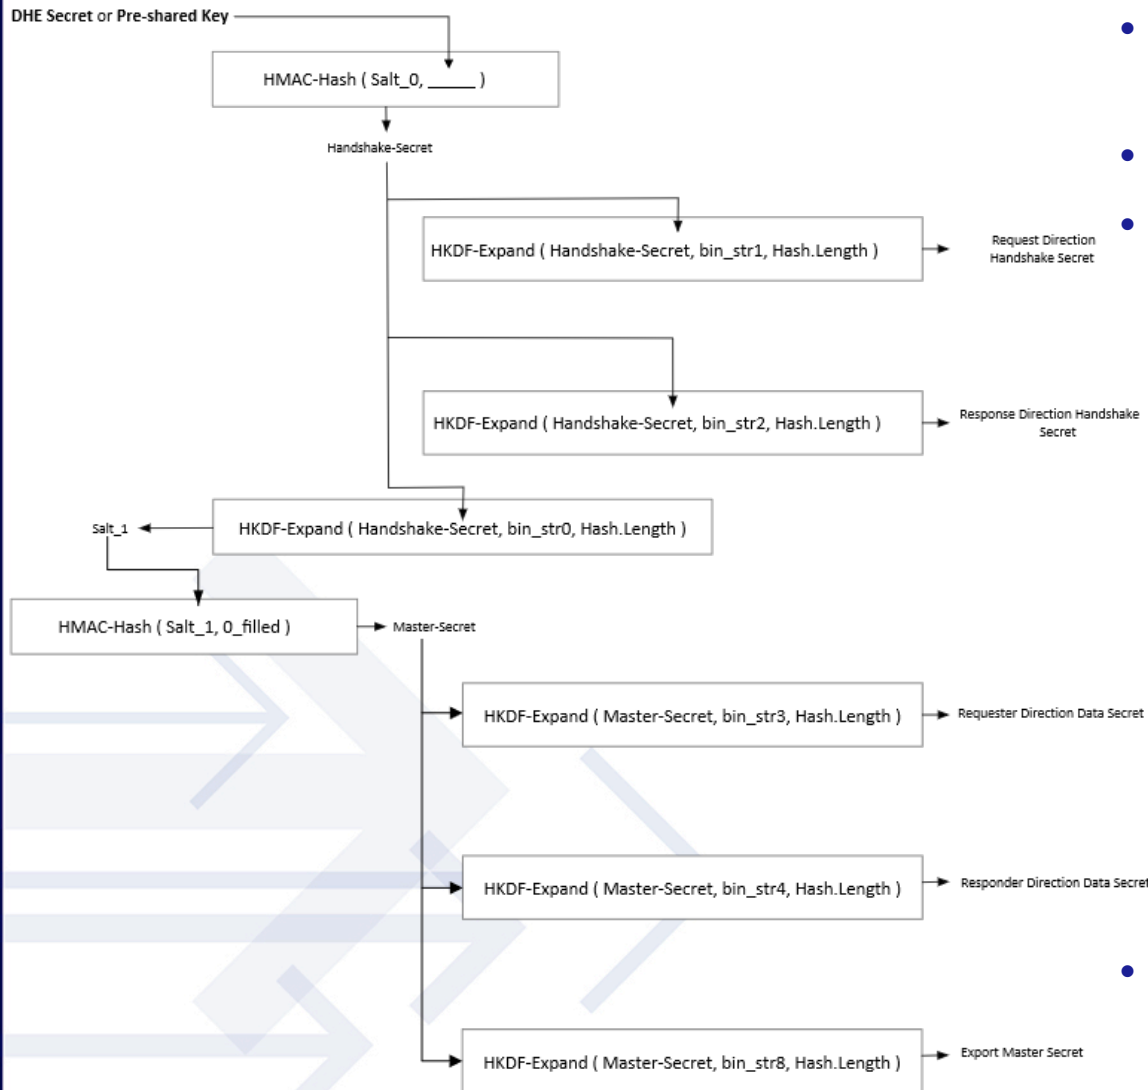 DHE Secret or Pre-shared Key
HMAC-Hash ( Salt_0, _____ )
Handshake-Secret
HKDF-Expand ( Handshake-Secret, bin_str1, Hash.Length )
Request Direction
Handshake Secret
HKDF-Expand ( Handshake-Secret, bin_str2, Hash.Length )
Response Direction Handshake
Secret
Salt_1
HKDF-Expand ( Handshake-Secret, bin_str0, Hash.Length )
HMAC-Hash ( Salt_1, 0_filled )
Master-Secret
HKDF-Expand ( Master-Secret, bin_str3, Hash.Length )
Requester Direction Data Secret
HKDF-Expand ( Master-Secret, bin_str4, Hash.Length )
Responder Direction Data Secret
HKDF-Expand ( Master-Secret, bin_str8, Hash.Length )
Export Master Secret